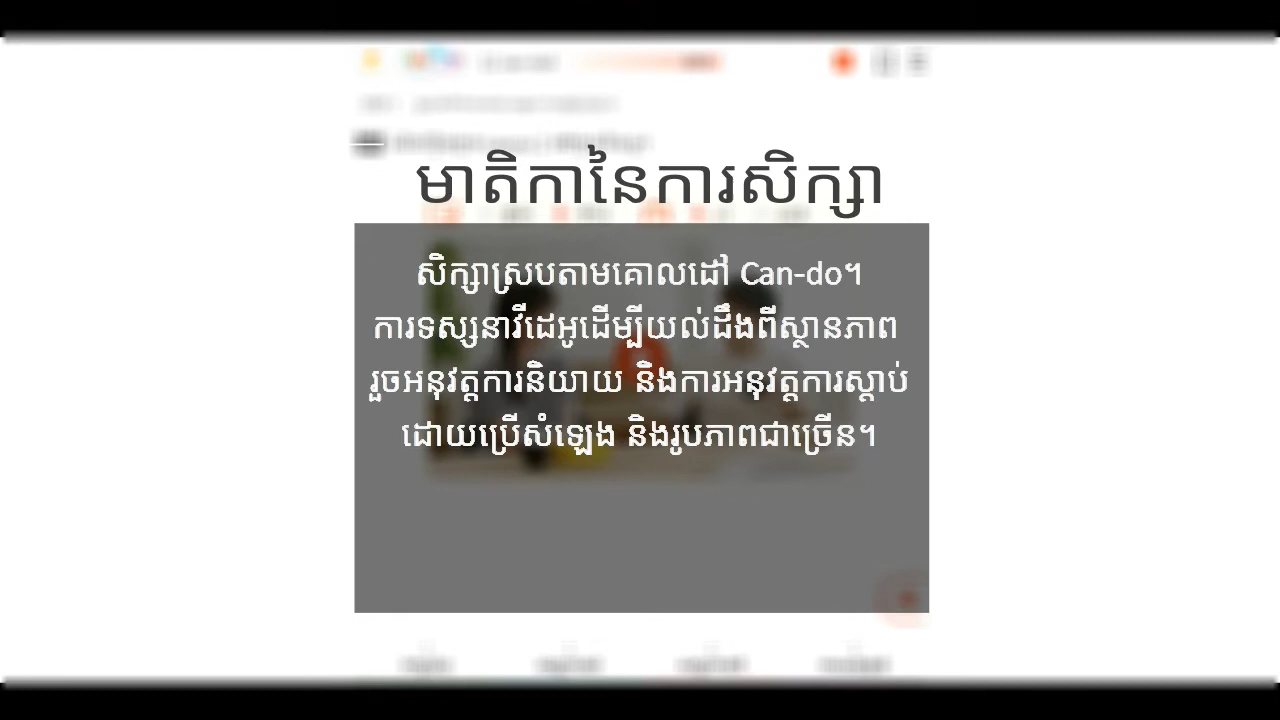 មាតិកានៃការសិក្សា
សិក្សាស្របតាមគោលដៅ Can-do។
ការទស្សនាវីដេអូដើម្បីយល់ដឹងពីស្ថានភាព
រួចអនុវត្តការនិយាយ និងការអនុវត្តការស្តាប់
ដោយប្រើសំឡេង និងរូបភាពជាច្រើន។